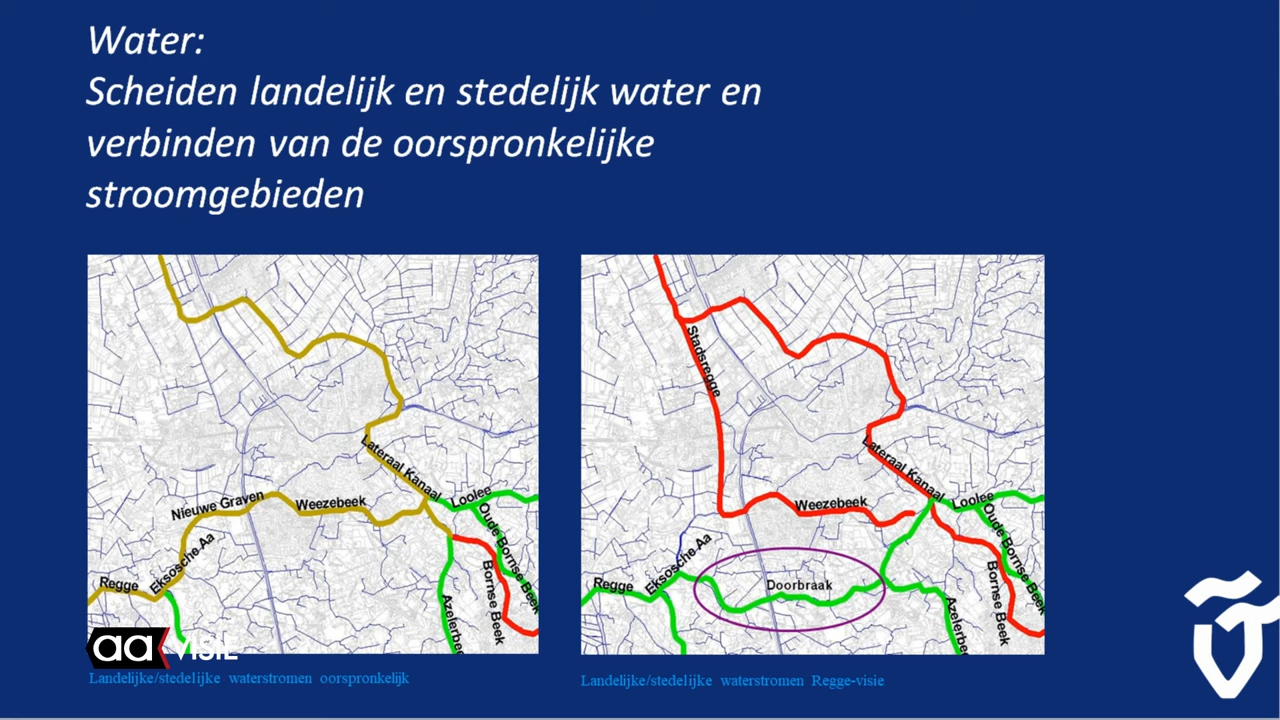 Water:
Scheiden landelijk en stedelijk water en
verbinden van de oorspronkelijke
stroomgebieden
Lateraal Kanaal
Nieuwe Graven
Weezebeek
Loolee
Oude Bornse Beek
Eksosche Aa
Regge
Bornse Beek
Azelerbee
aa VISIE
Landelijke/stedelijke waterstromen oorspronkelijk
Stadsregge
Lateraal Kanaal
Weezebeek
Loolee
Oude Bornse Beek
Eksosche Aa
Regge
Doorbraak
Bornse Beek
Azelerbee
Landelijke/stedelijke waterstromen Regge-visie